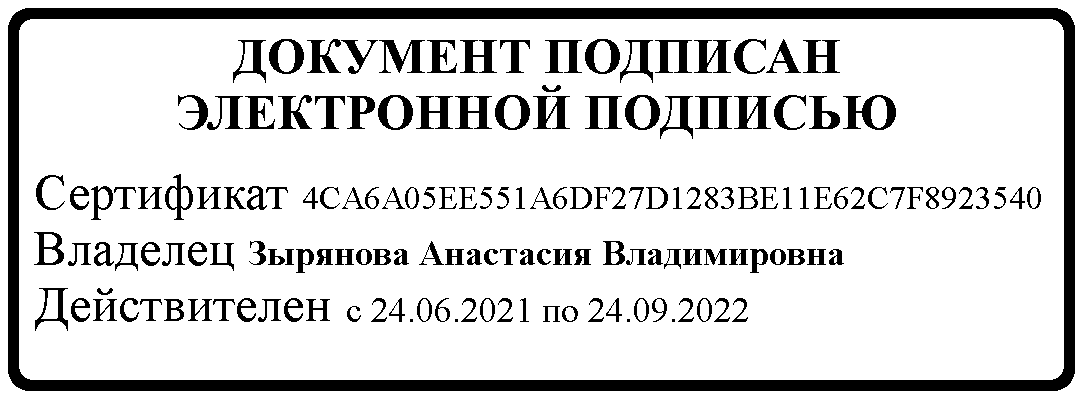 ДОКУМЕНТ ПОДПИСАН
ЭЛЕКТРОННОЙ ПОДПИСЬЮ
Сертификат 4CA6A05EE551A6DF27D1283BE11E62C7F8923540
Владелец Зырянова Анастасия Владимировна
Действителен с 24.06.2021 по 24.09.2022